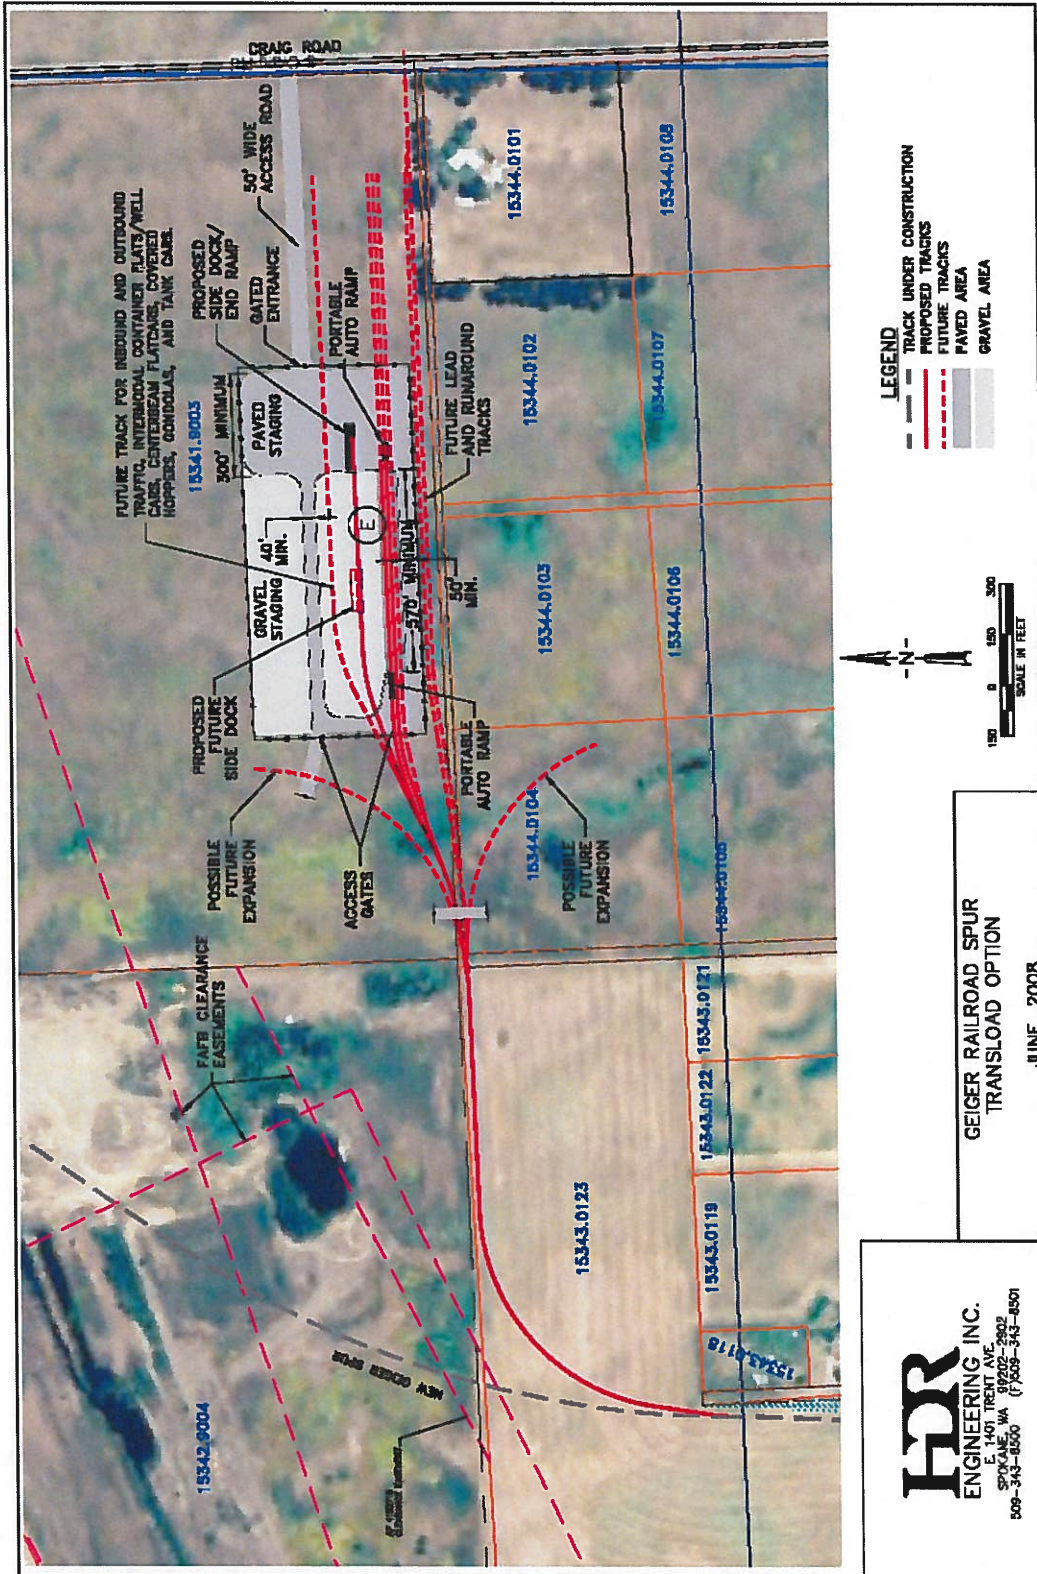 CRAIG ROAD
50' WIDE
ACCESS ROAD
FUTURE TRACK FOR INBOUND AND OUTBOUND
TRAFFIC, INTERMODAL CONTAINER FLATS/WELL
CARS, CENTERBEAM FLATCARS, COVERED
HOPPERS, GONDOLAS, AND TANK CARS.
PROPOSED
SIDE DOCK/
END RAMP
GATED
ENTRANCE
PORTABLE
AUTO RAMP
15341.9003
300' MINIMUM
PAVED
STAGING
GRAVEL
STAGING
40'
MIN.
E
570' MINIMUM
50'
MIN.
FUTURE LEAD
AND RUNAROUND
TRACKS
PROPOSED
FUTURE
SIDE DOCK
PORTABLE
AUTO RAMP
POSSIBLE
FUTURE
EXPANSION
ACCESS
GATES
POSSIBLE
FUTURE
EXPANSION
FAFB CLEARANCE
EASEMENTS
NEW GEIGER SPUR
15342.9004
15344.0101
15344.0108
15344.0102
15344.0107
15344.0103
15344.0106
15344.0104
15344.0105
15343.0121
15343.0122
15343.0123
15343.0119
15343.0118
LEGEND
TRACK UNDER CONSTRUCTION
PROPOSED TRACKS
FUTURE TRACKS
PAVED AREA
GRAVEL AREA
-N-
150 0 150 300
SCALE IN FEET
GEIGER RAILROAD SPUR
TRANSLOAD OPTION
JUNE 2008
HDR
ENGINEERING INC.
E. 1401 TRENT AVE.
SPOKANE, WA 99202-2902
509-343-8500 (F)509-343-8501